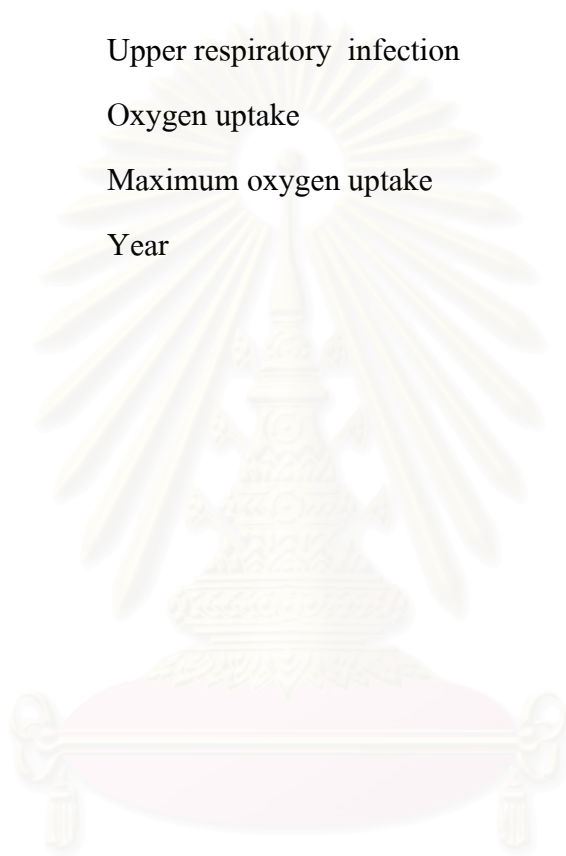 Upper respiratory infection
Oxygen uptake
Maximum oxygen uptake
Year